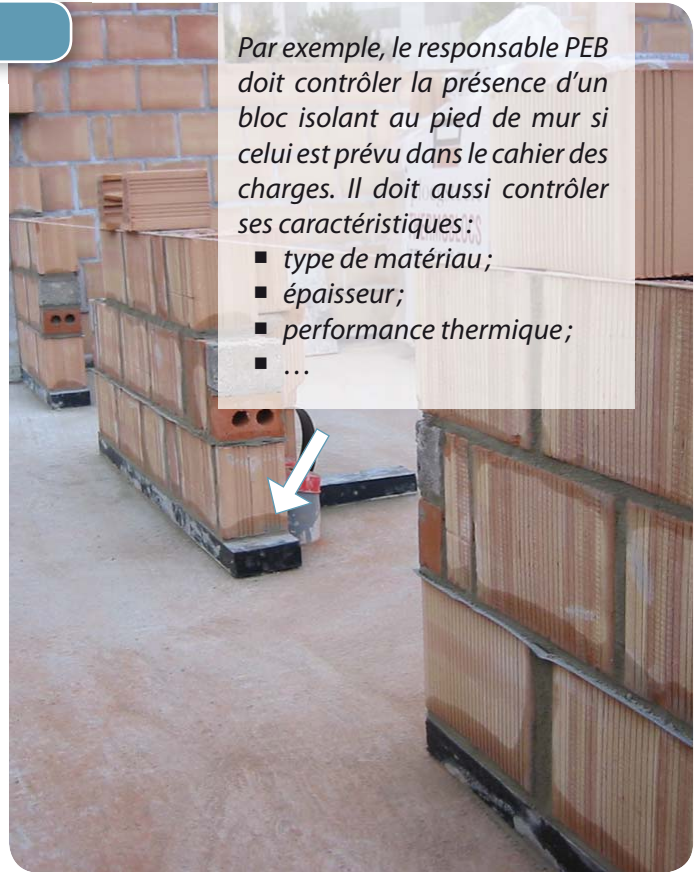 Par exemple, le responsable PEB
doit contrôler la présence d’un
bloc isolant au pied de mur si
celui est prévu dans le cahier des
charges. Il doit aussi contrôler
ses caractéristiques :
■ type de matériau ;
■ épaisseur ;
■ performance thermique ;
■ …